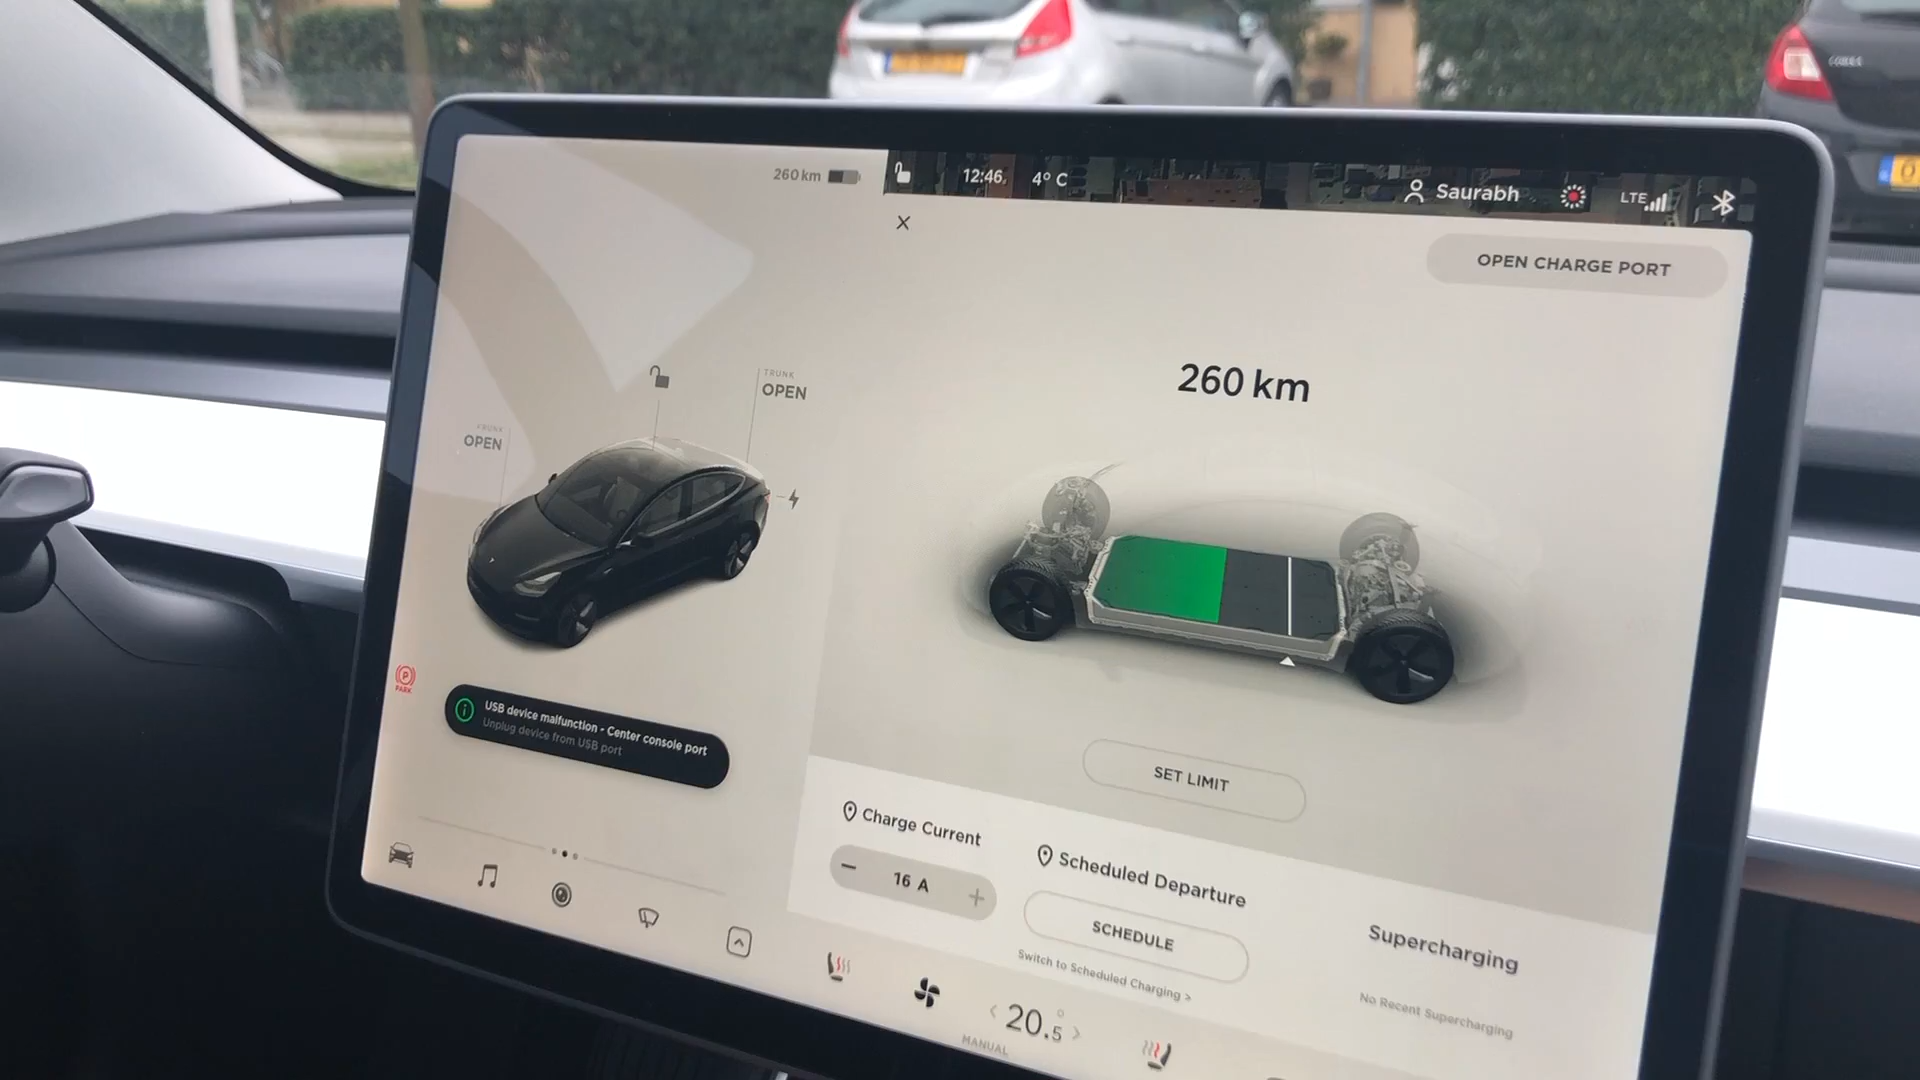 260 km
12:46
4° C
Saurabh
LTE
OPEN CHARGE PORT
260 km
TRUNK
OPEN
FRUNK
OPEN
PARK
USB device malfunction - Center console port
Unplug device from USB port
SET LIMIT
Charge Current
16 A
Scheduled Departure
SCHEDULE
Switch to Scheduled Charging >
Supercharging
No Recent Supercharging
20.5°
MANUAL